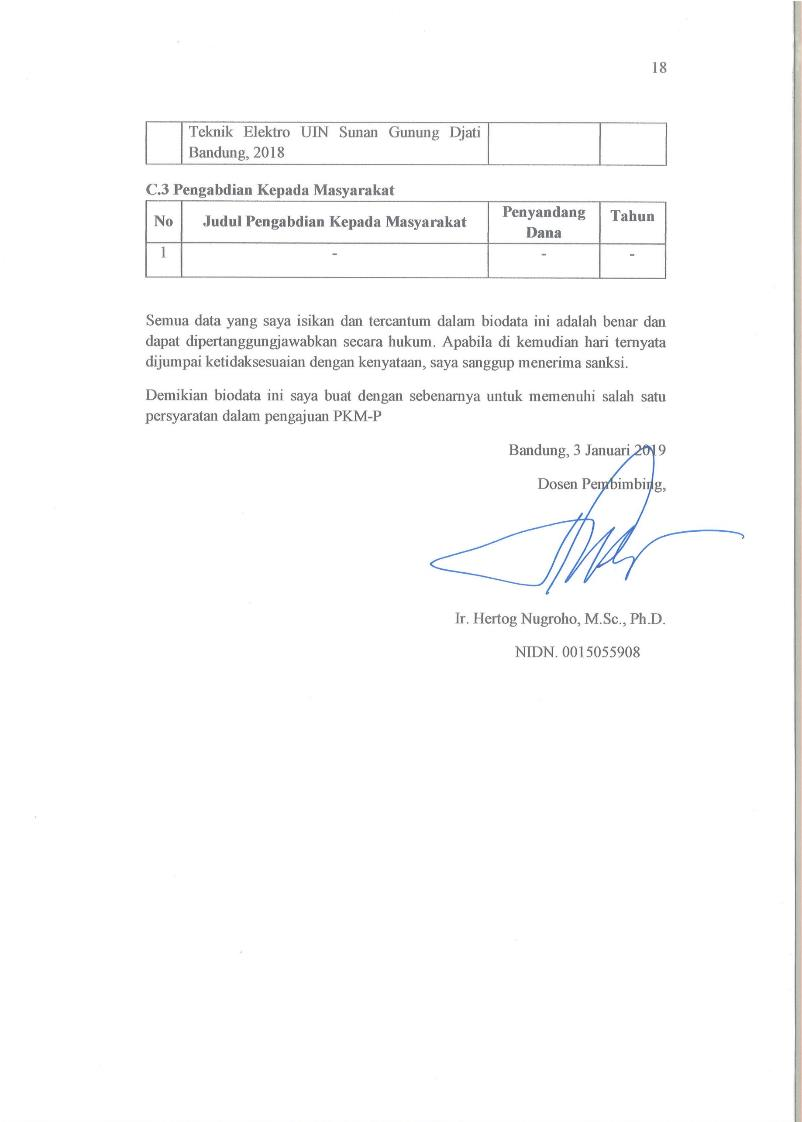 18
Teknik Elektro UIN Sunan Gunung Djati
Bandung, 2018
C.3 Pengabdian Kepada Masyarakat
No Judul Pengabdian Kepada Masyarakat Penyandang Dana Tahun
1 - - -
Semua data yang saya isikan dan tercantum dalam biodata ini adalah benar dan
dapat dipertanggungjawabkan secara hukum. Apabila di kemudian hari ternyata
dijumpai ketidaksesuaian dengan kenyataan, saya sanggup menerima sanksi.
Demikian biodata ini saya buat dengan sebenarnya untuk memenuhi salah satu
persyaratan dalam pengajuan PKM-P
Bandung, 3 Januari 2019
Dosen Pembimbing,
Ir. Hertog Nugroho, M.Sc., Ph.D.
NIDN. 0015055908